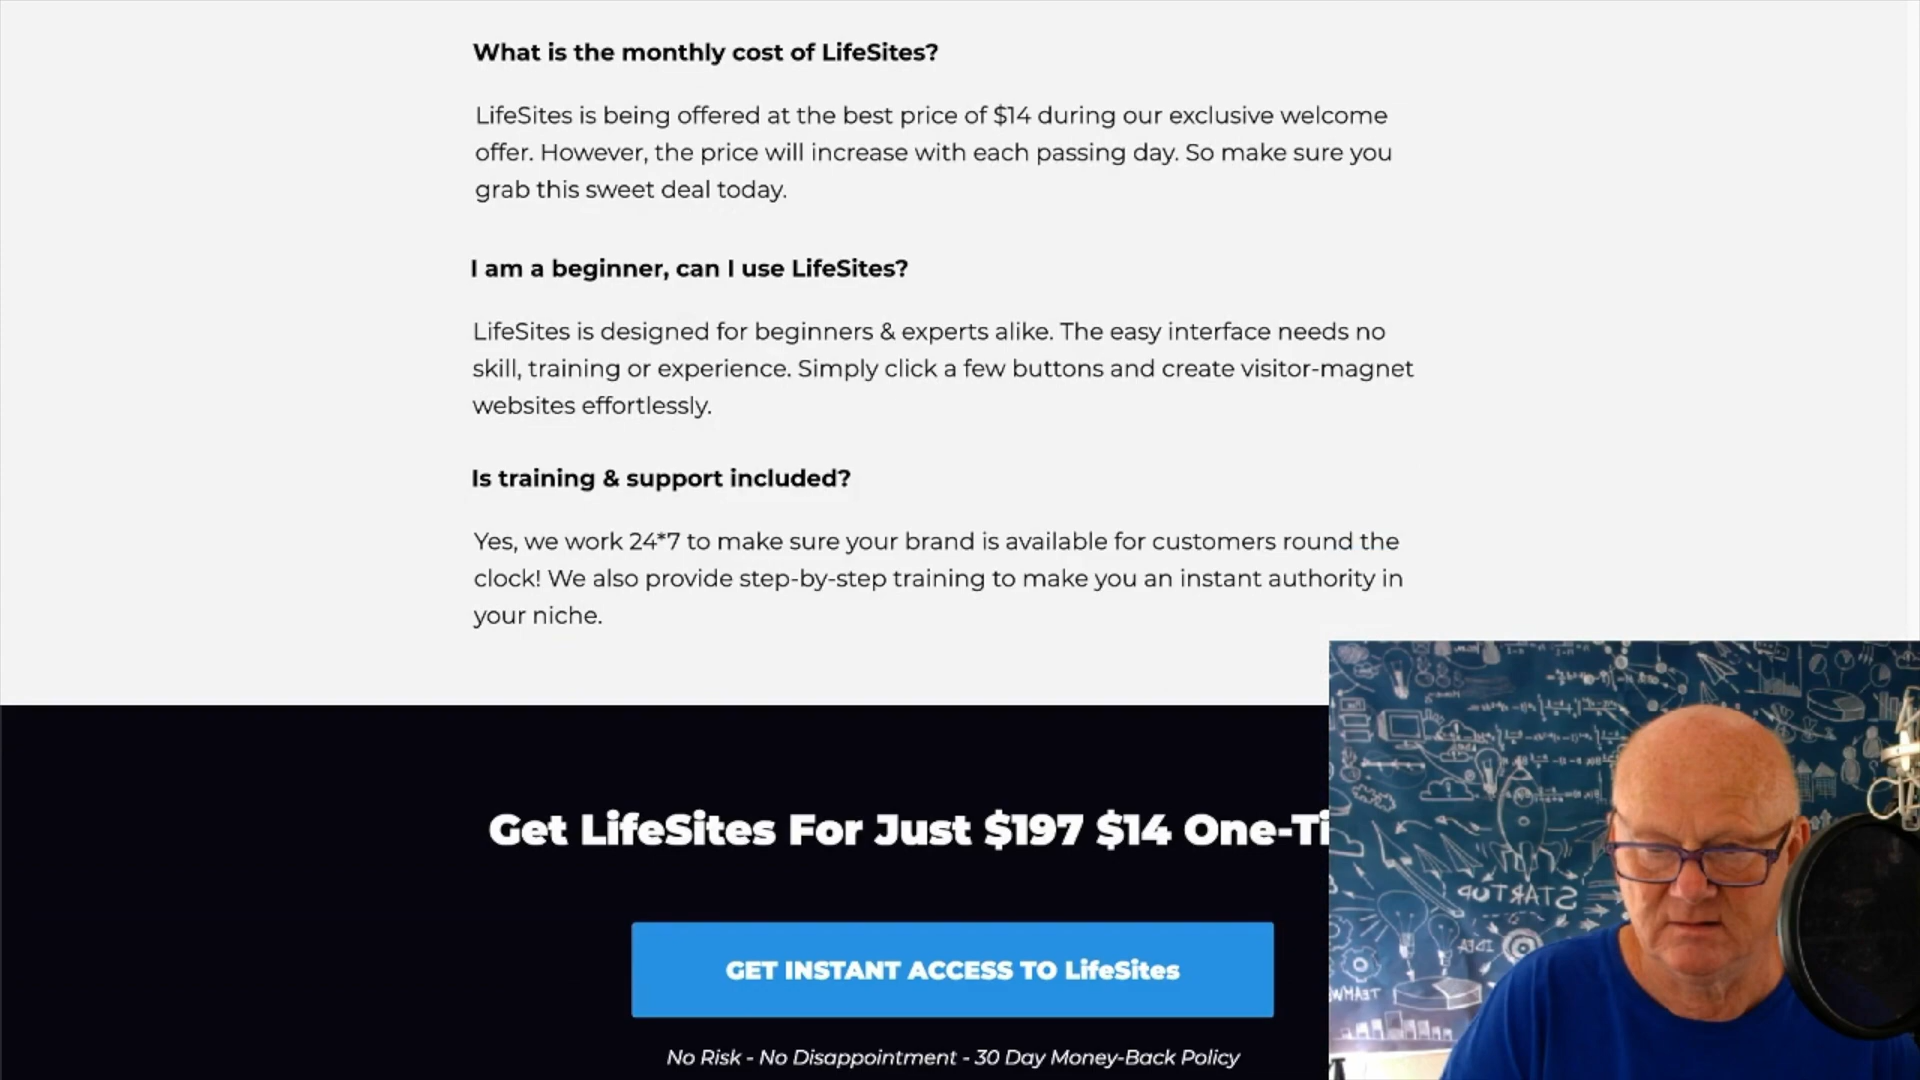 What is the monthly cost of LifeSites?
LifeSites is being offered at the best price of $14 during our exclusive welcome
offer. However, the price will increase with each passing day. So make sure you
grab this sweet deal today.
I am a beginner, can I use LifeSites?
LifeSites is designed for beginners & experts alike. The easy interface needs no
skill, training or experience. Simply click a few buttons and create visitor-magnet
websites effortlessly.
Is training & support included?
Yes, we work 24*7 to make sure your brand is available for customers round the
clock! We also provide step-by-step training to make you an instant authority in
your niche.
Get LifeSites For Just $197 $14 One-Ti
GET INSTANT ACCESS TO LifeSites
No Risk - No Disappointment - 30 Day Money-Back Policy
STARTUP
IDEA
TEAMW